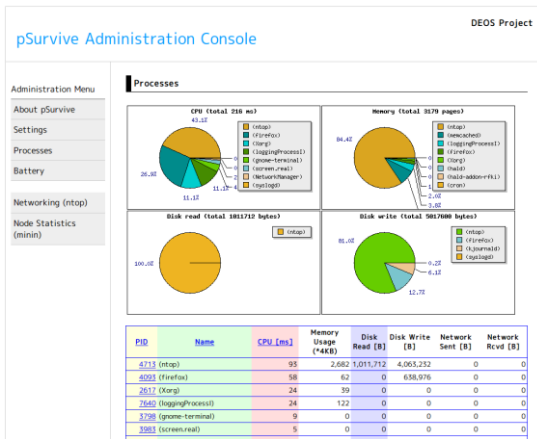 DEOS Project
pSurvive Administration Console
Administration Menu
About pSurvive
Settings
Processes
Battery
Networking (ntop)
Node Statistics
(minin)
Processes
CPU (total 216 ms)
43.1%
26.9%
11.1%
11.1%
(ntop)
(firefox)
(Xorg)
(loggingProcessI)
(gnome-terminal)
(screen.real)
(NetworkManager)
(syslogd)
Memory (total 3179 pages)
84.4%
2.0%
3.8%
(ntop)
(memcached)
(loggingProcessI)
(firefox)
(Xorg)
(hald)
(hald-addon-rfki)
(cron)
Disk read (total 1011712 bytes)
100.0%
(ntop)
Disk write (total 5017600 bytes)
81.0%
0.2%
6.1%
12.7%
(ntop)
(firefox)
(kjournald)
(syslogd)
PID Name CPU [ms] Memory Usage (*4KB) Disk Read [B] Disk Write [B] Network Sent [B] Network Rcvd [B]
4713 (ntop) 93 2,682 1,011,712 4,063,232 0 0
4093 (firefox) 58 62 0 638,976 0 0
2617 (Xorg) 24 39 0 0 0 0
7640 (loggingProcessI) 24 122 0 0 0 0
3798 (gnome-terminal) 9 0 0 0 0 0
3983 (screen.real) 5 0 0 0 0 0